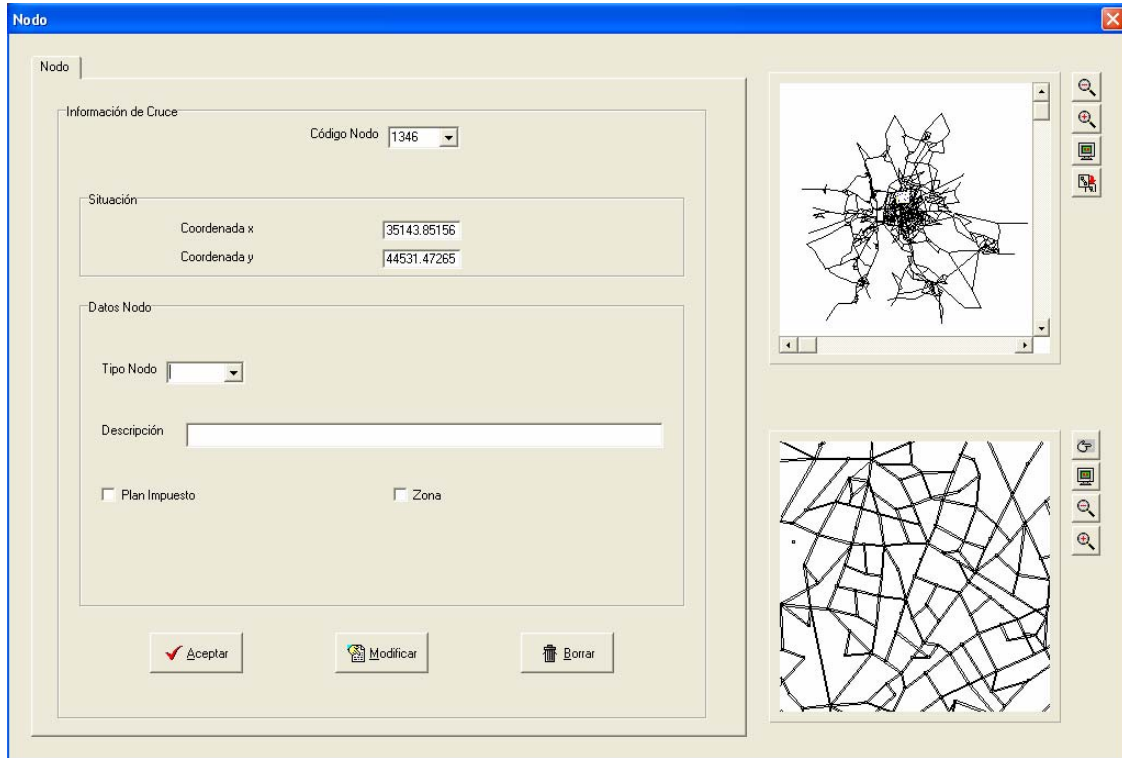 Nodo
Nodo
Información de Cruce
Código Nodo 1346
Situación
Coordenada x 35143.85156
Coordenada y 44531.47265
Datos Nodo
Tipo Nodo
Descripción
Plan Impuesto Zona
Aceptar Modificar Borrar